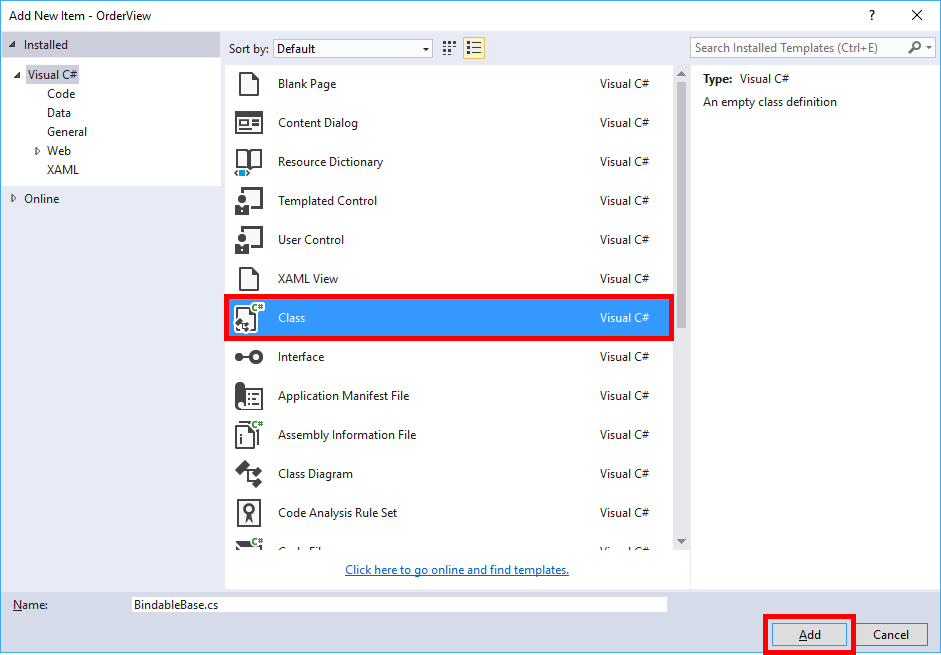 Add New Item - OrderView
?
Installed
Sort by: Default
Search Installed Templates (Ctrl+E)
Visual C#
Code
Data
General
Web
XAML
Online
Blank Page Visual C#
Content Dialog Visual C#
Resource Dictionary Visual C#
Templated Control Visual C#
User Control Visual C#
XAML View Visual C#
C# Class Visual C#
Interface Visual C#
Application Manifest File Visual C#
C# Assembly Information File Visual C#
Class Diagram Visual C#
Code Analysis Rule Set Visual C#
C# Code File Visual C#
Type: Visual C#
An empty class definition
Click here to go online and find templates.
Name: BindableBase.cs
Add Cancel